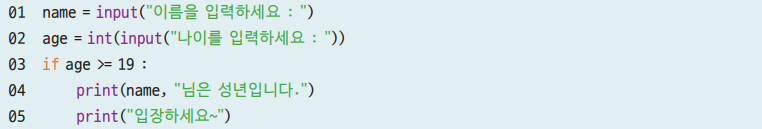 01 name = input("이름을 입력하세요 : ")
02 age = int(input("나이를 입력하세요 : "))
03 if age >= 19 :
04     print(name, "님은 성년입니다.")
05     print("입장하세요~")